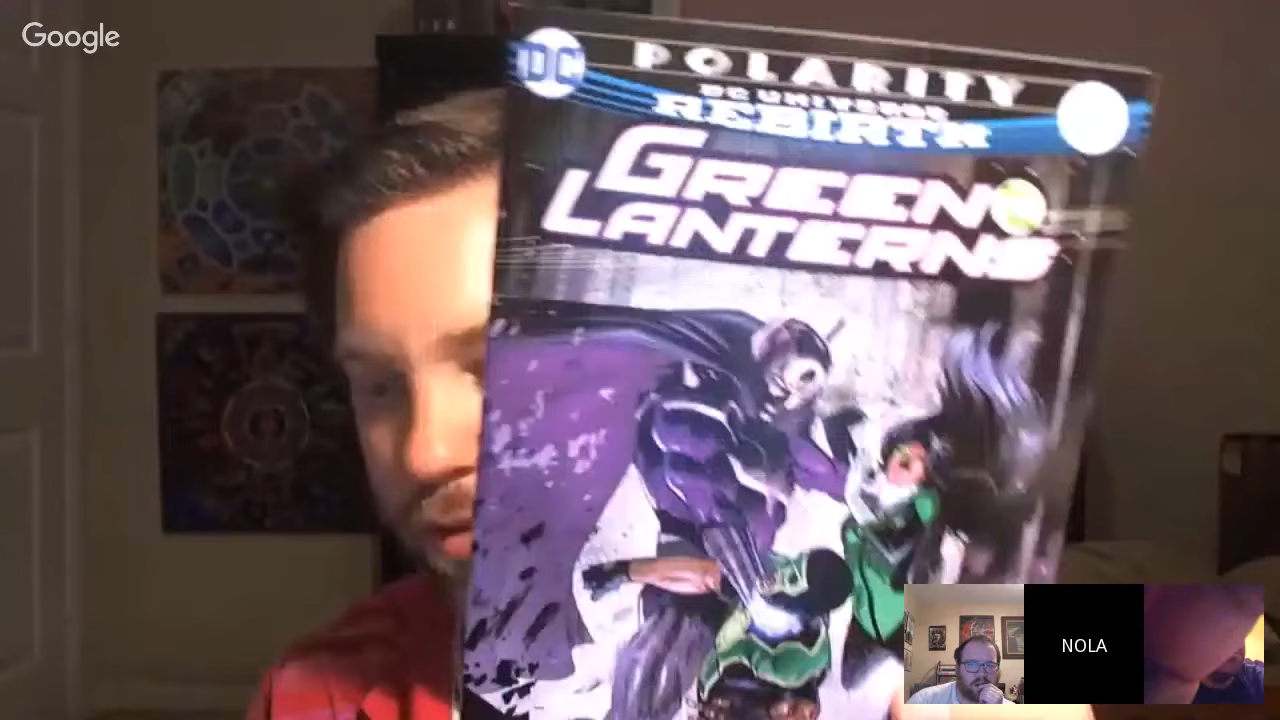 Google
DC
POLARITY
DC UNIVERSE
REBIRTH
GREEN
LANTERNS
NOLA